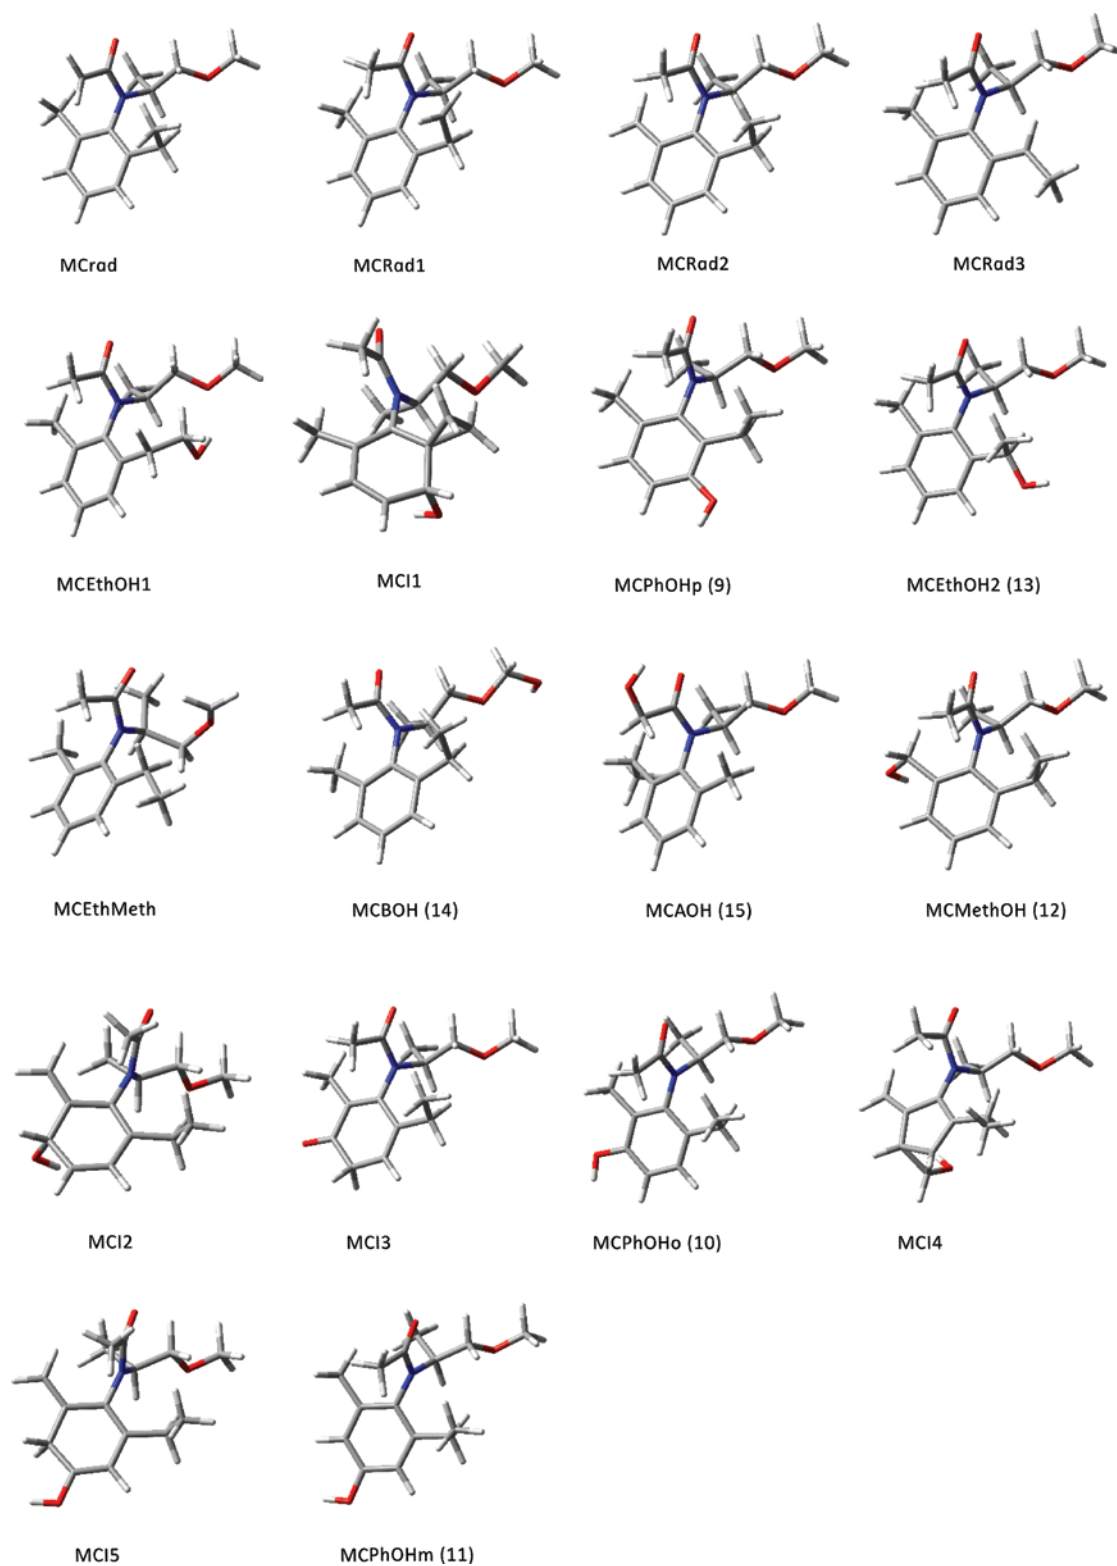 MCrad
MCRad1
MCRad2
MCRad3
MCEthOH1
MCI1
MCPhOHp (9)
MCEthOH2 (13)
MCEthMeth
MCBOH (14)
MCAOH (15)
MCMethOH (12)
MCI2
MCI3
MCPhOHo (10)
MCI4
MCI5
MCPhOHm (11)